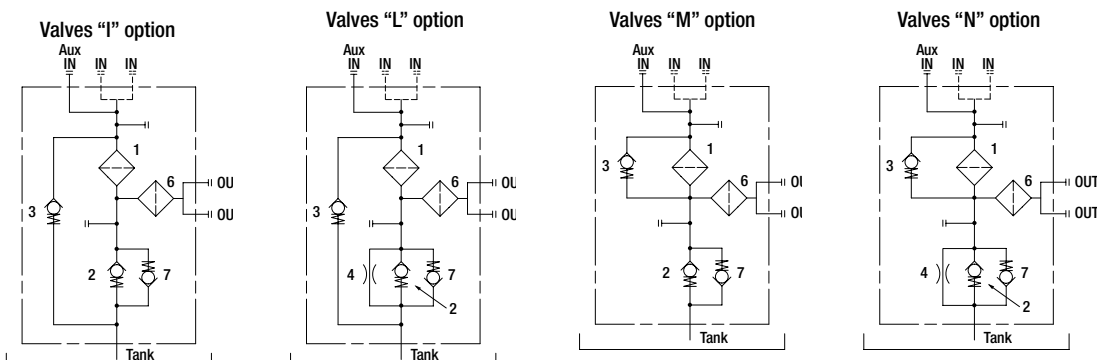 Valves “I” option
Aux
IN IN IN
1
6
OU
3
OU
2 7
Tank
Valves “L” option
Aux
IN IN IN
1
6
OU
3
OU
4 7
2
Tank
Valves “M” option
Aux
IN IN IN
1
3
6
OU
OU
2 7
Tank
Valves “N” option
Aux
IN IN IN
1
3
6
OUT
OUT
4 7
2
Tank